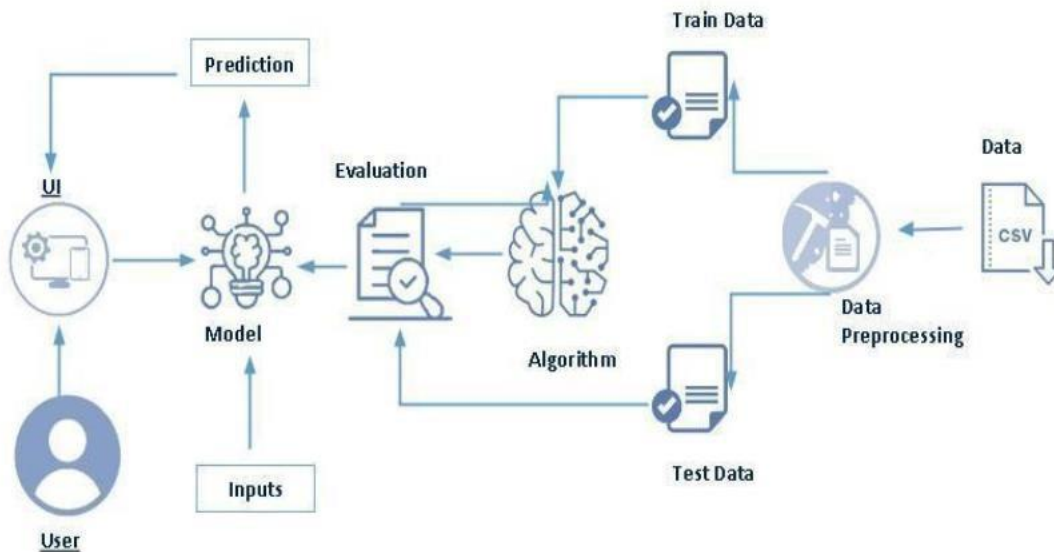 Train Data
Prediction
Data
Evaluation
UI
CSV
Model
Data
Preprocessing
Algorithm
Inputs
Test Data
User